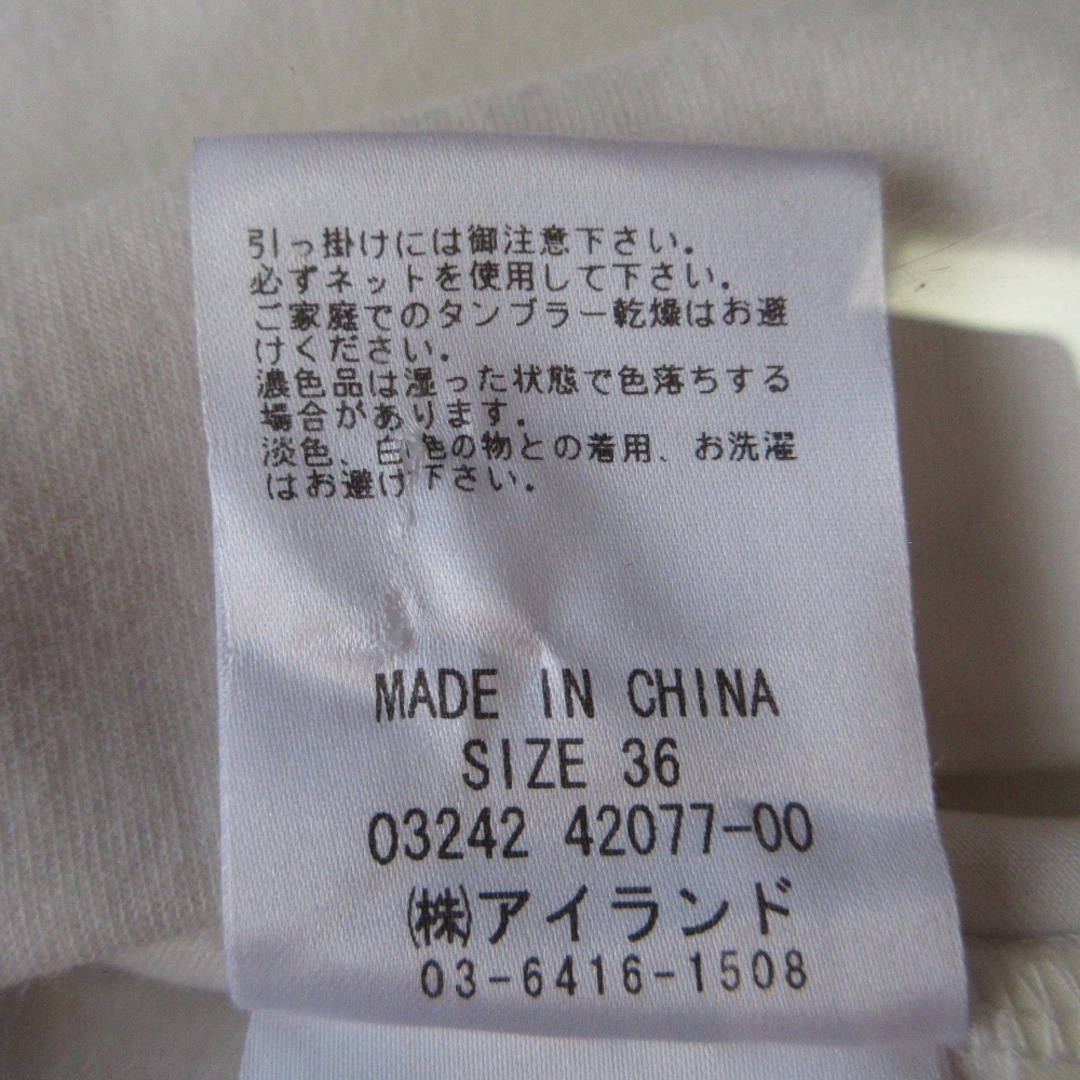 引っ掛けには御注意下さい.
必ずネットを使用して下さい.
ご家庭でのタンブラー乾燥はお避
けください.
濃色品は湿った状態で色落ちする
場合があります.
淡色、白色の物との着用、お洗濯
はお避け下さい.
MADE IN CHINA
SIZE 36
03242 42077-00
㈱アイランド
03-6416-1508